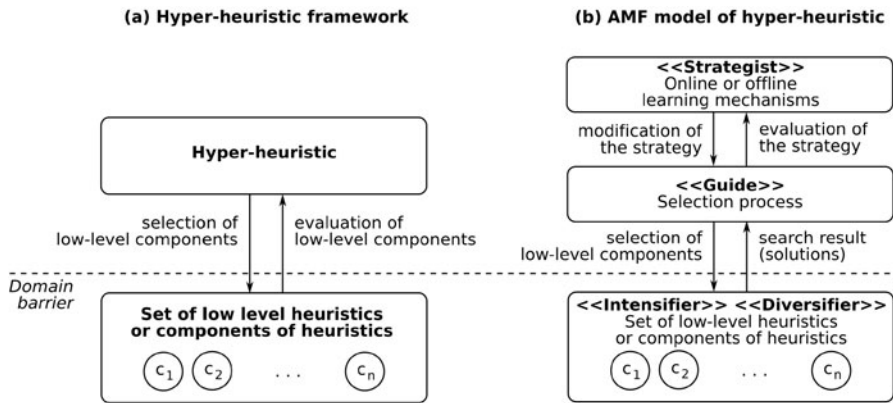 (a) Hyper-heuristic framework
Hyper-heuristic
selection of
low-level components
evaluation of
low-level components
Domain
barrier
Set of low level heuristics
or components of heuristics
c1 c2 . . . cn
(b) AMF model of hyper-heuristic
<<Strategist>>
Online or offline
learning mechanisms
modification of
the strategy
evaluation of
the strategy
<<Guide>>
Selection process
selection of
low-level components
search result
(solutions)
<<Intensifier>> <<Diversifier>>
Set of low-level heuristics
or components of heuristics
c1 c2 . . . cn